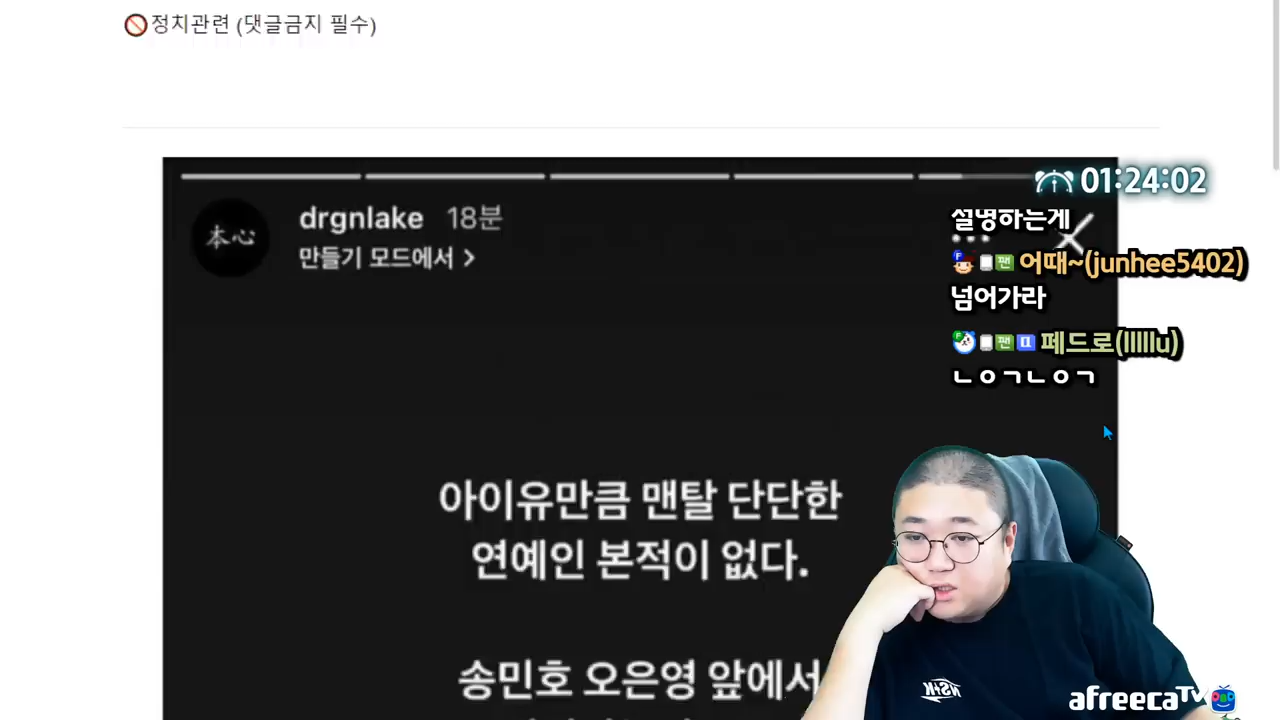 🚫정치관련 (댓글금지 필수)
01:24:02
本心
drgnlake 18분
만들기 모드에서 >
설명하는게
어때~(junhee5402)
넘어가라
페드로(lllllu)
ㄴㅇㄱㄴㅇㄱ
아이유만큼 맨탈 단단한
연예인 본적이 없다.
송민호 오은영 앞에서
afreecaTV